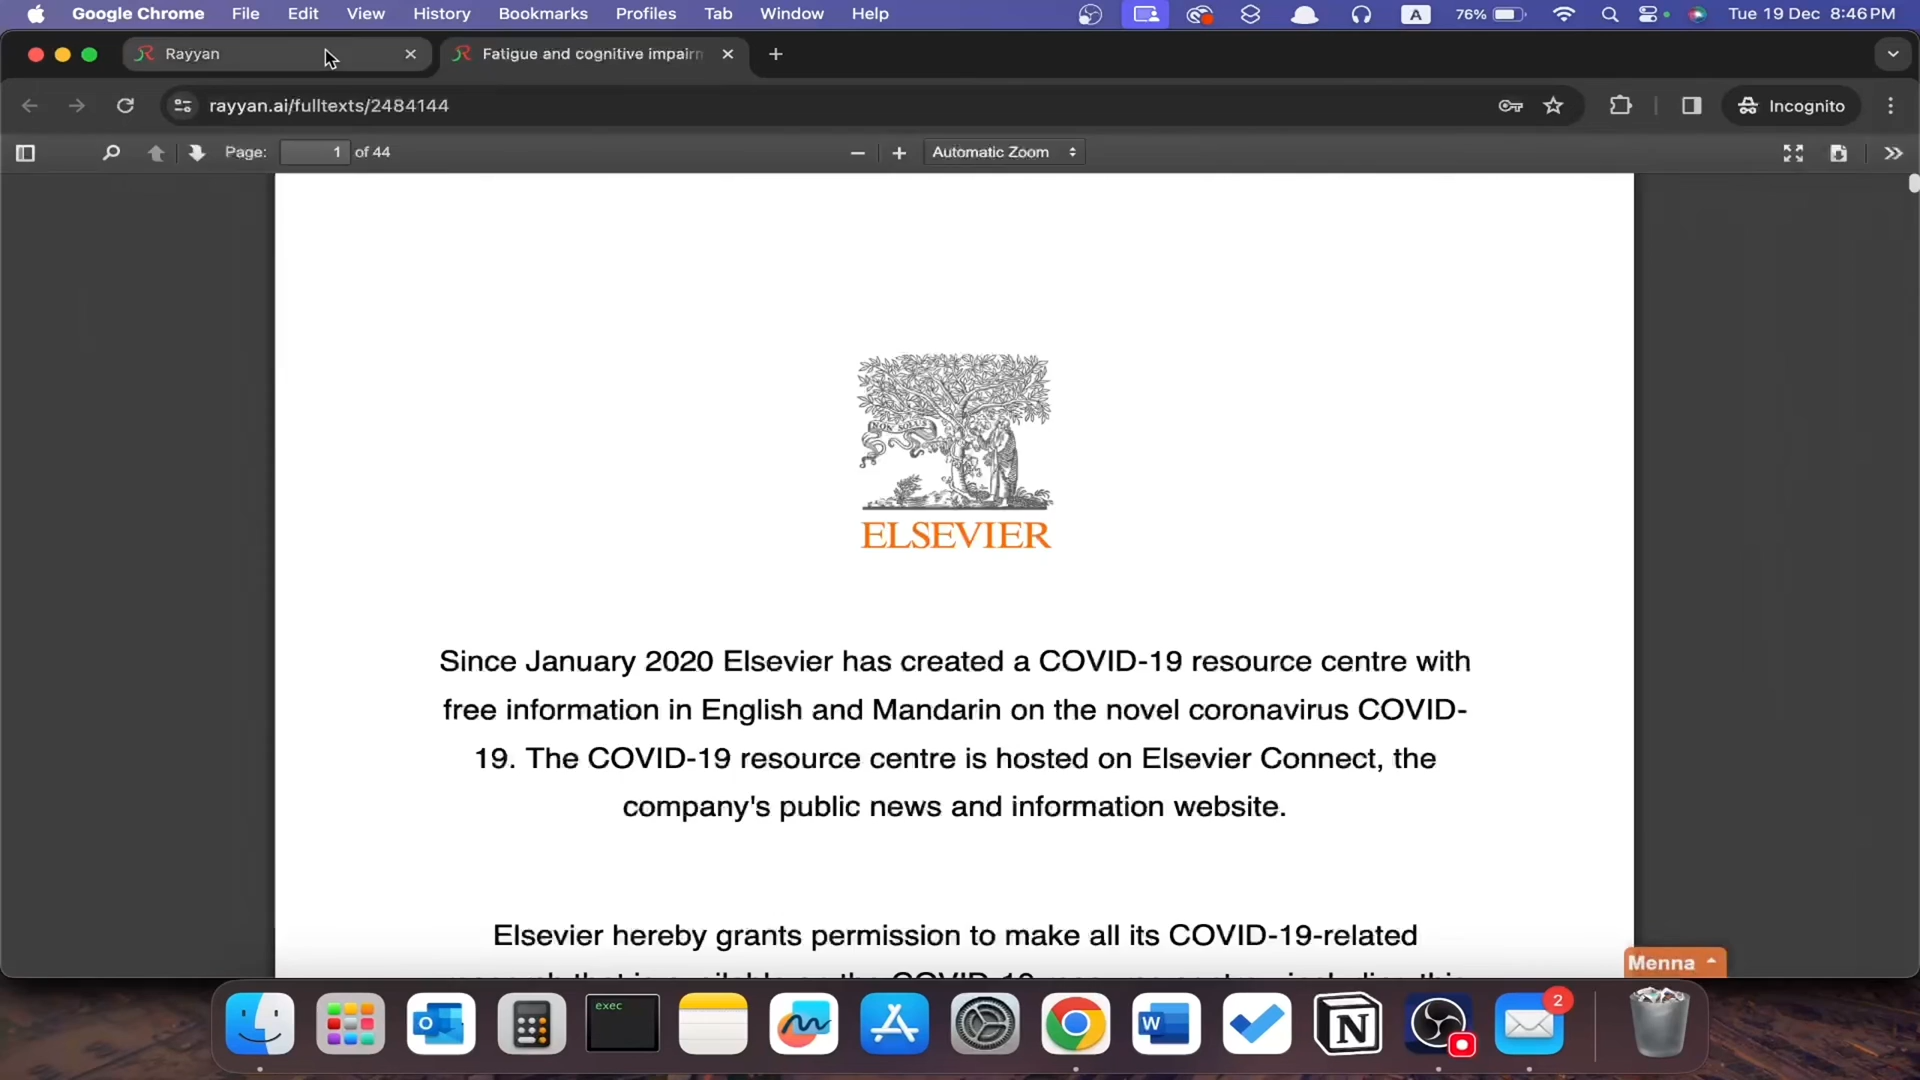 Google Chrome File Edit View History Bookmarks Profiles Tab Window Help A 76% Tue 19 Dec 8:46 PM
Rayyan Fatigue and cognitive impairn
rayyan.ai/fulltexts/2484144 Incognito
Page: 1 of 44 Automatic Zoom
NON SOLUS
ELSEVIER
Since January 2020 Elsevier has created a COVID-19 resource centre with
free information in English and Mandarin on the novel coronavirus COVID-
19. The COVID-19 resource centre is hosted on Elsevier Connect, the
company's public news and information website.
Elsevier hereby grants permission to make all its COVID-19-related
Menna
exec
2